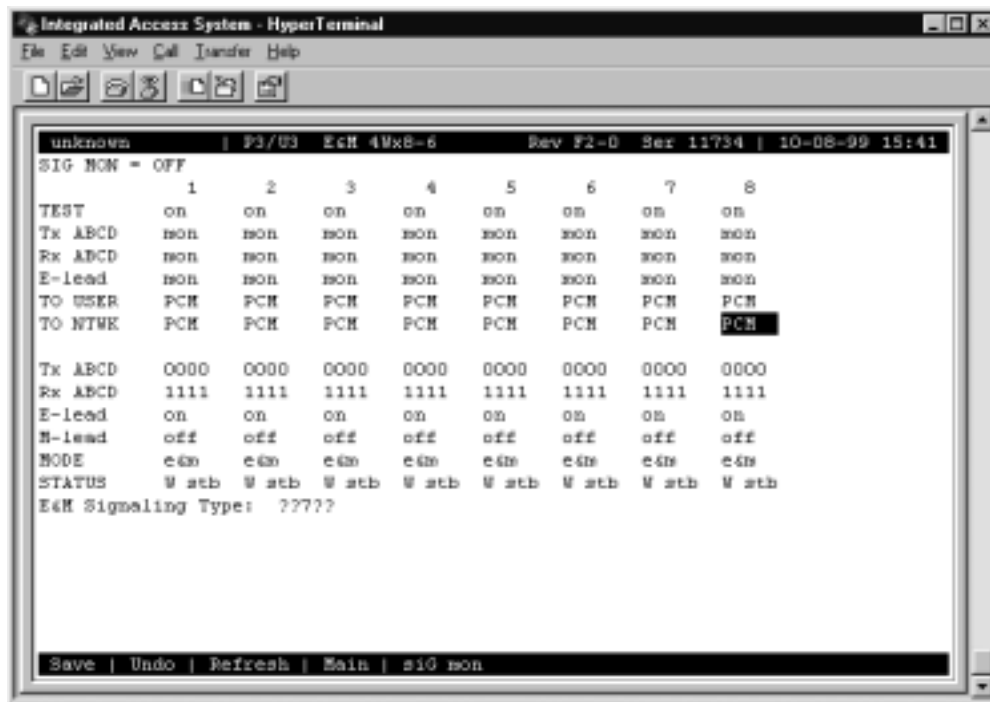 Integrated Access System - HyperTerminal
File Edit View Call Transfer Help
unknown | P3/U3 E&M 4Wx8-6 Rev F2-0 Ser 11734 | 10-08-99 15:41
SIG MON = OFF
1 2 3 4 5 6 7 8
TEST on on on on on on on on
Tx ABCD mon mon mon mon mon mon mon mon
Rx ABCD mon mon mon mon mon mon mon mon
E-lead mon mon mon mon mon mon mon mon
TO USER PCM PCM PCM PCM PCM PCM PCM PCM
TO NTWK PCM PCM PCM PCM PCM PCM PCM PCM
Tx ABCD 0000 0000 0000 0000 0000 0000 0000 0000
Rx ABCD 1111 1111 1111 1111 1111 1111 1111 1111
E-lead on on on on on on on on
M-lead off off off off off off off off
MODE e&m e&m e&m e&m e&m e&m e&m e&m
STATUS W stb W stb W stb W stb W stb W stb W stb W stb
E&M Signaling Type: ??7??
Save | Undo | Refresh | Main | siG mon